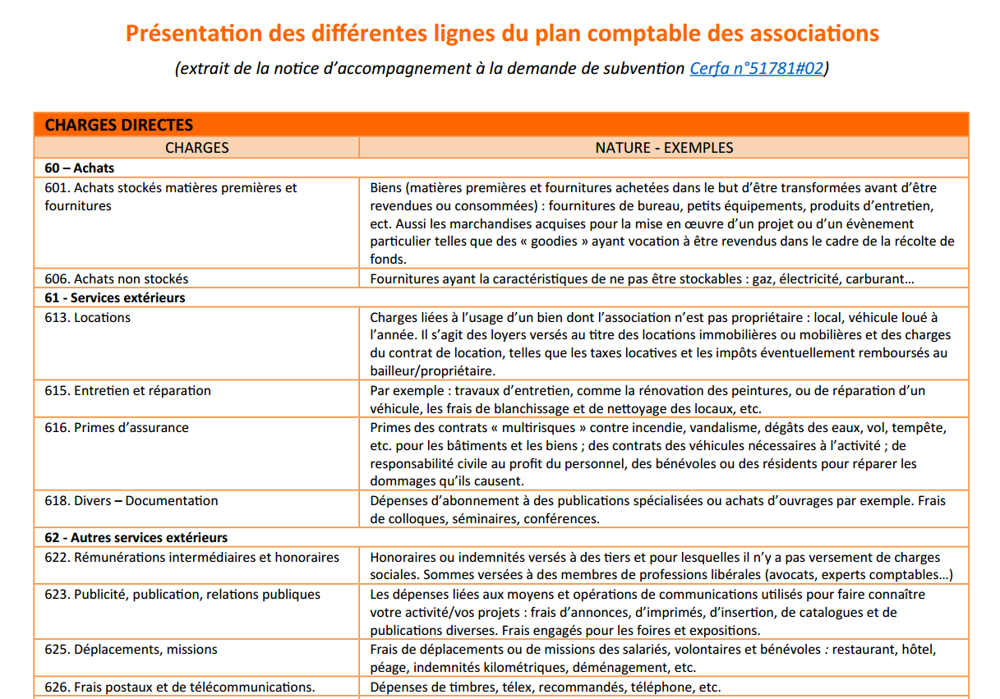 Présentation des différentes lignes du plan comptable des associations
(extrait de la notice d’accompagnement à la demande de subvention Cerfa n°51781#02)
CHARGES DIRECTES
CHARGES
NATURE - EXEMPLES
60 – Achats
601. Achats stockés matières premières et
fournitures
Biens (matières premières et fournitures achetées dans le but d’être transformées avant d’être
revendues ou consommées) : fournitures de bureau, petits équipements, produits d’entretien,
ect. Aussi les marchandises acquises pour la mise en œuvre d’un projet ou d’un évènement
particulier telles que des « goodies » ayant vocation à être revendus dans le cadre de la récolte de
fonds.
606. Achats non stockés
Fournitures ayant la caractéristiques de ne pas être stockables : gaz, électricité, carburant…
61 - Services extérieurs
613. Locations
Charges liées à l’usage d’un bien dont l’association n’est pas propriétaire : local, véhicule loué à
l’année. Il s’agit des loyers versés au titre des locations immobilières ou mobilières et des charges
du contrat de location, telles que les taxes locatives et les impôts éventuellement remboursés au
bailleur/propriétaire.
615. Entretien et réparation
Par exemple : travaux d’entretien, comme la rénovation des peintures, ou de réparation d’un
véhicule, les frais de blanchissage et de nettoyage des locaux, etc.
616. Primes d’assurance
Primes des contrats « multirisques » contre incendie, vandalisme, dégâts des eaux, vol, tempête,
etc. pour les bâtiments et les biens ; des contrats des véhicules nécessaires à l’activité ; de
responsabilité civile au profit du personnel, des bénévoles ou des résidents pour réparer les
dommages qu’ils causent.
618. Divers – Documentation
Dépenses d’abonnement à des publications spécialisées ou achats d’ouvrages par exemple. Frais
de colloques, séminaires, conférences.
62 - Autres services extérieurs
622. Rémunérations intermédiaires et honoraires
Honoraires ou indemnités versés à des tiers et pour lesquelles il n’y a pas versement de charges
sociales. Sommes versées à des membres de professions libérales (avocats, experts comptables…)
623. Publicité, publication, relations publiques
Les dépenses liées aux moyens et opérations de communications utilisés pour faire connaître
votre activité/vos projets : frais d’annonces, d’imprimés, d’insertion, de catalogues et de
publications diverses. Frais engagés pour les foires et expositions.
625. Déplacements, missions
Frais de déplacements ou de missions des salariés, volontaires et bénévoles : restaurant, hôtel,
péage, indemnités kilométriques, déménagement, etc.
626. Frais postaux et de télécommunications.
Dépenses de timbres, télex, recommandés, téléphone, etc.